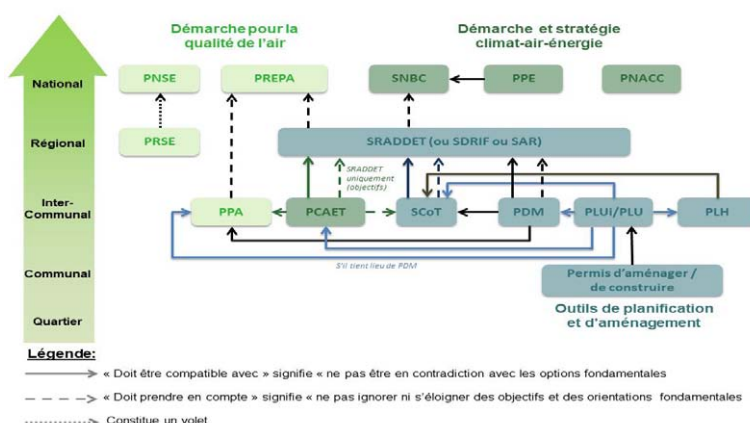 Démarche pour la
qualité de l'air
Démarche et stratégie
climat-air-énergie
National
PNSE
PREPA
SNBC
PPE
PNACC
Régional
PRSE
SRADDET (ou SDRIF ou SAR)
SRADDET
uniquement
(objectifs)
Inter-
Communal
PPA
PCAET
SCoT
PDM
PLUi/PLU
PLH
S'il tient lieu de PDM
Communal
Permis d'aménager /
de construire
Quartier
Outils de planification
et d'aménagement
Légende:
« Doit être compatible avec » signifie « ne pas être en contradiction avec les options fondamentales
« Doit prendre en compte » signifie « ne pas ignorer ni s'éloigner des objectifs et des orientations fondamentales
Constitue un volet